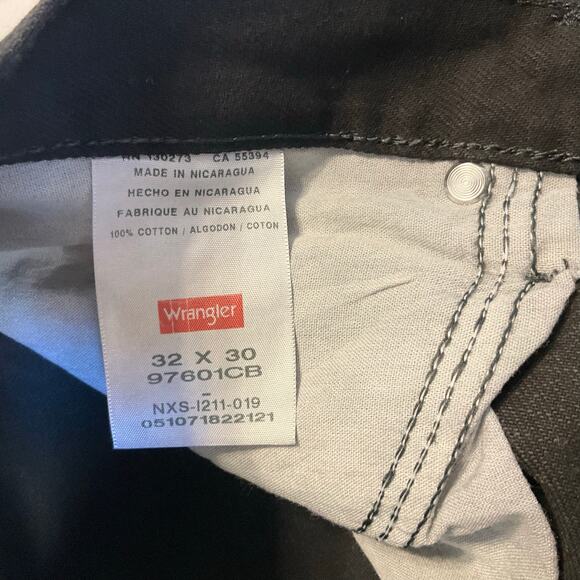 RN 130273 CA 55394
MADE IN NICARAGUA
HECHO EN NICARAGUA
FABRIQUE AU NICARAGUA
100% COTTON / ALGODON / COTON
Wrangler
32 X 30
97601CB
-
NXS-I211-019
051071822121